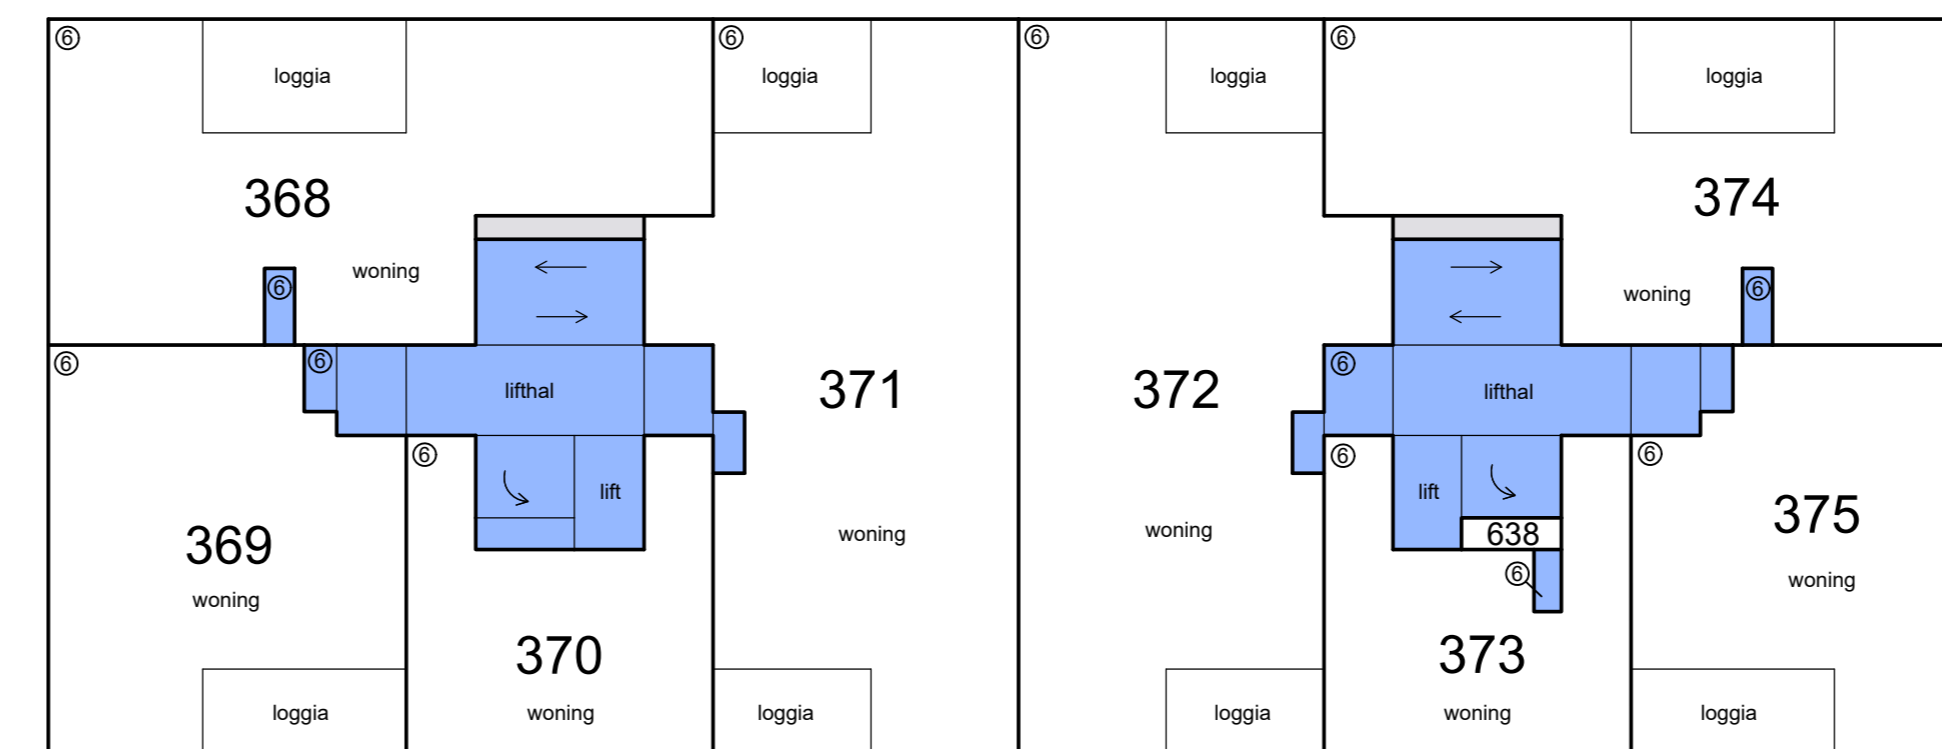 ⑥ ⑥ ⑥ ⑥
loggia loggia loggia loggia
368 374
woning woning
⑥ ⑥
⑥ ⑥ ⑥
lifthal 371 372 lifthal
⑥ ⑥ ⑥
lift lift
369 woning woning 638 375
⑥
woning woning
370 373
loggia woning loggia loggia woning loggia